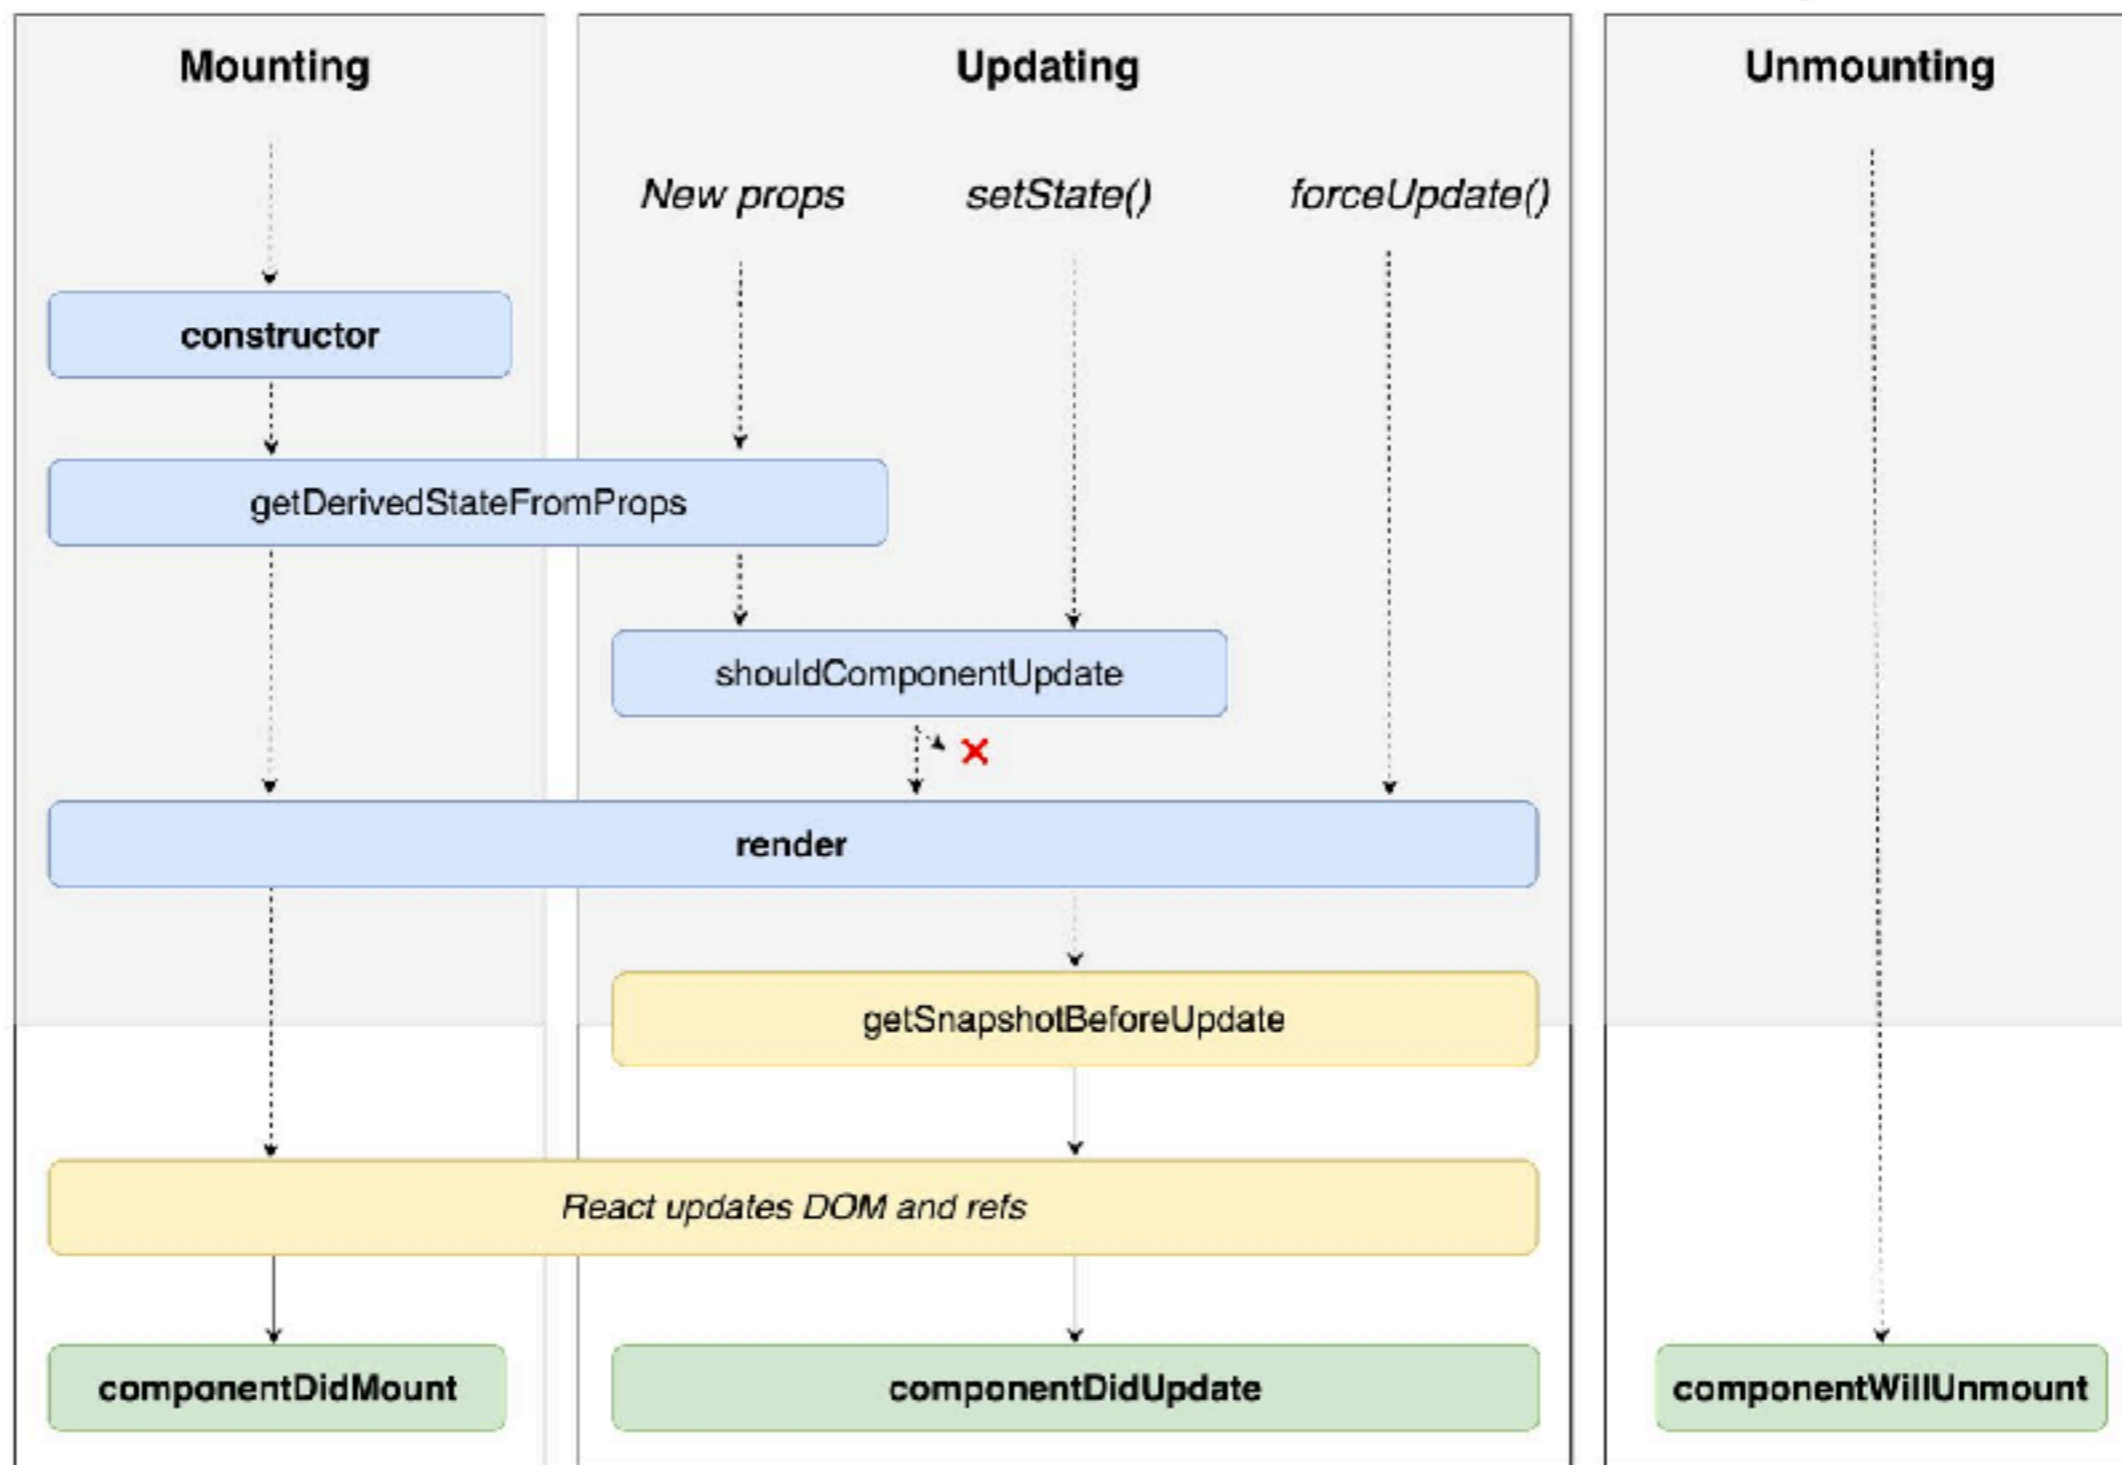 Mounting
Updating
Unmounting
New props
setState()
forceUpdate()
constructor
getDerivedStateFromProps
shouldComponentUpdate
render
getSnapshotBeforeUpdate
React updates DOM and refs
componentDidMount
componentDidUpdate
componentWillUnmount